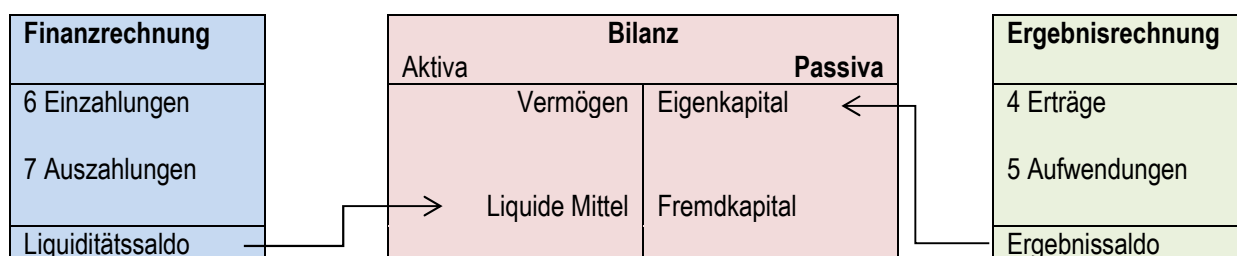 Finanzrechnung
6 Einzahlungen
7 Auszahlungen
Liquiditätssaldo
Bilanz
Aktiva Passiva
Vermögen Eigenkapital
Liquide Mittel Fremdkapital
Ergebnisrechnung
4 Erträge
5 Aufwendungen
Ergebnissaldo